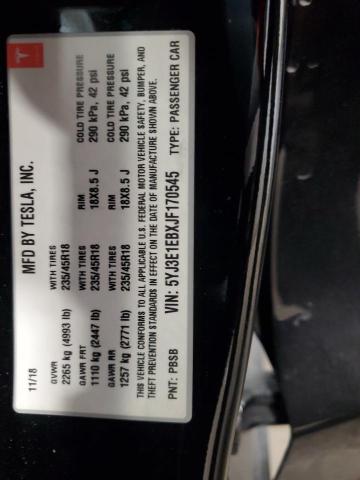 11/18 MFD BY TESLA, INC.
GVWR WITH TIRES RIM COLD TIRE PRESSURE
2265 kg (4993 lb) 235/45R18 18X8.5 J 290 kPa, 42 psi
GAWR FRT WITH TIRES RIM COLD TIRE PRESSURE
1110 kg (2447 lb) 235/45R18 18X8.5 J 290 kPa, 42 psi
GAWR RR WITH TIRES
1257 kg (2771 lb) 235/45R18
THIS VEHICLE CONFORMS TO ALL APPLICABLE U.S. FEDERAL MOTOR VEHICLE SAFETY, BUMPER, AND
THEFT PREVENTION STANDARDS IN EFFECT ON THE DATE OF MANUFACTURE SHOWN ABOVE.
PNT: PBSB VIN: 5YJ3E1EBXJF170545 TYPE: PASSENGER CAR